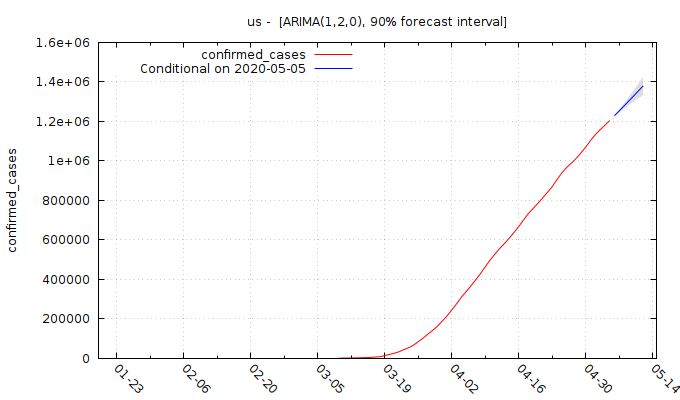 us -  [ARIMA(1,2,0), 90% forecast interval]
confirmed_cases
Conditional on 2020-05-05
1.6e+06
1.4e+06
1.2e+06
1e+06
800000
600000
400000
200000
0
confirmed_cases
01-23
02-06
02-20
03-05
03-19
04-02
04-16
04-30
05-14